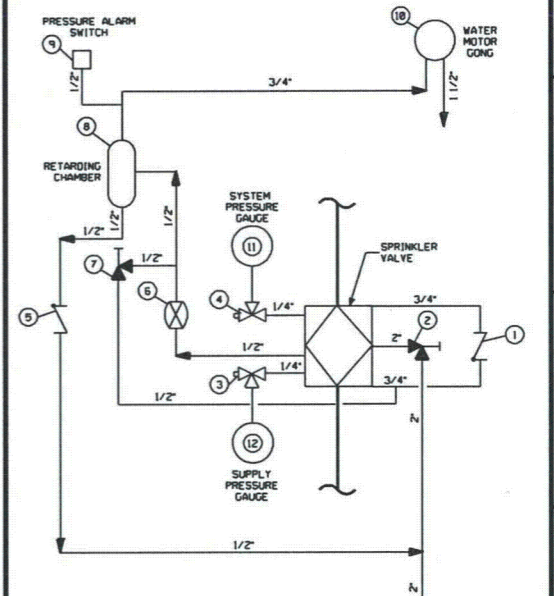 PRESSURE ALARM
SWITCH
9
1/2"
10
WATER
MOTOR
GONG
3/4"
1 1/2"
8
RETARDING
CHAMBER
1/2"
1/2"
1/2"
7
1/2"
6
5
SYSTEM
PRESSURE
GAUGE
11
SPRINKLER
VALVE
4
1/4"
3/4"
2
2"
1
1/2"
1/4"
3
3/4"
1/2"
12
2"
SUPPLY
PRESSURE
GAUGE
1/2"
2"